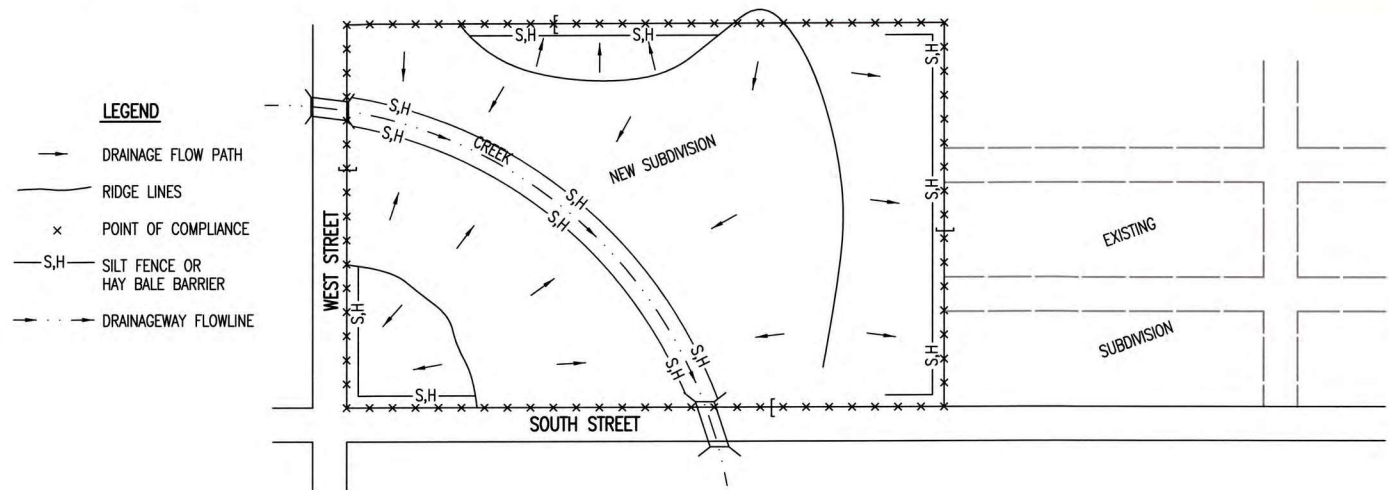 LEGEND
DRAINAGE FLOW PATH
RIDGE LINES
POINT OF COMPLIANCE
S,H
SILT FENCE OR
HAY BALE BARRIER
DRAINAGEWAY FLOWLINE
S,H
S,H
S,H
S,H
S,H
CREEK
NEW SUBDIVISION
S,H
S,H
S,H
EXISTING
WEST STREET
S,H
SUBDIVISION
S,H
S,H
S,H
S,H
SOUTH STREET